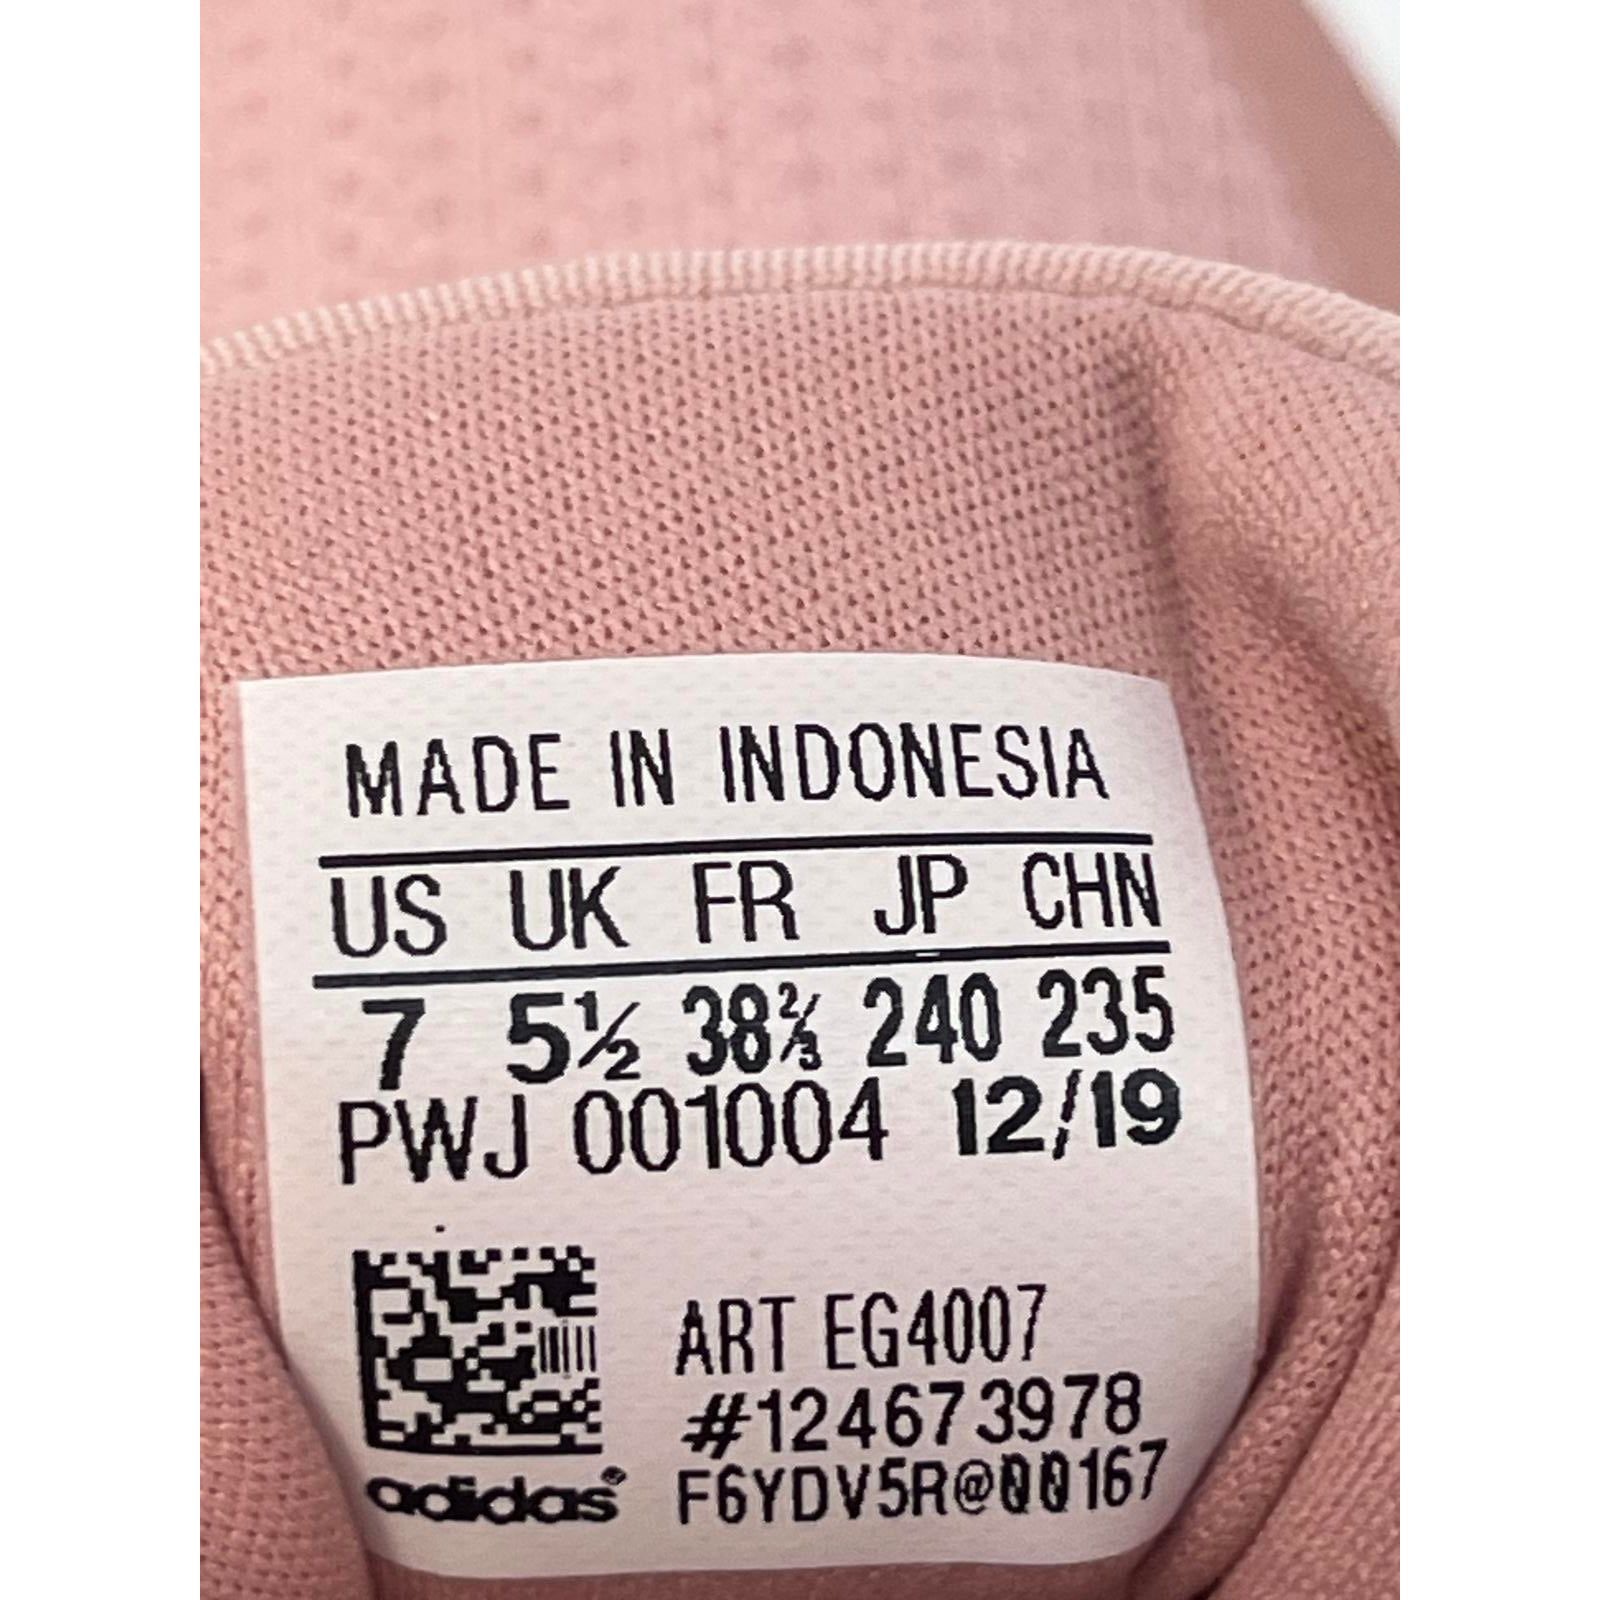 MADE IN INDONESIA
US UK FR JP CHN
7 5½ 38⅔ 240 235
PWJ 001004 12/19
ART EG4007
#124673978
adidas® F6YDV5R@00167